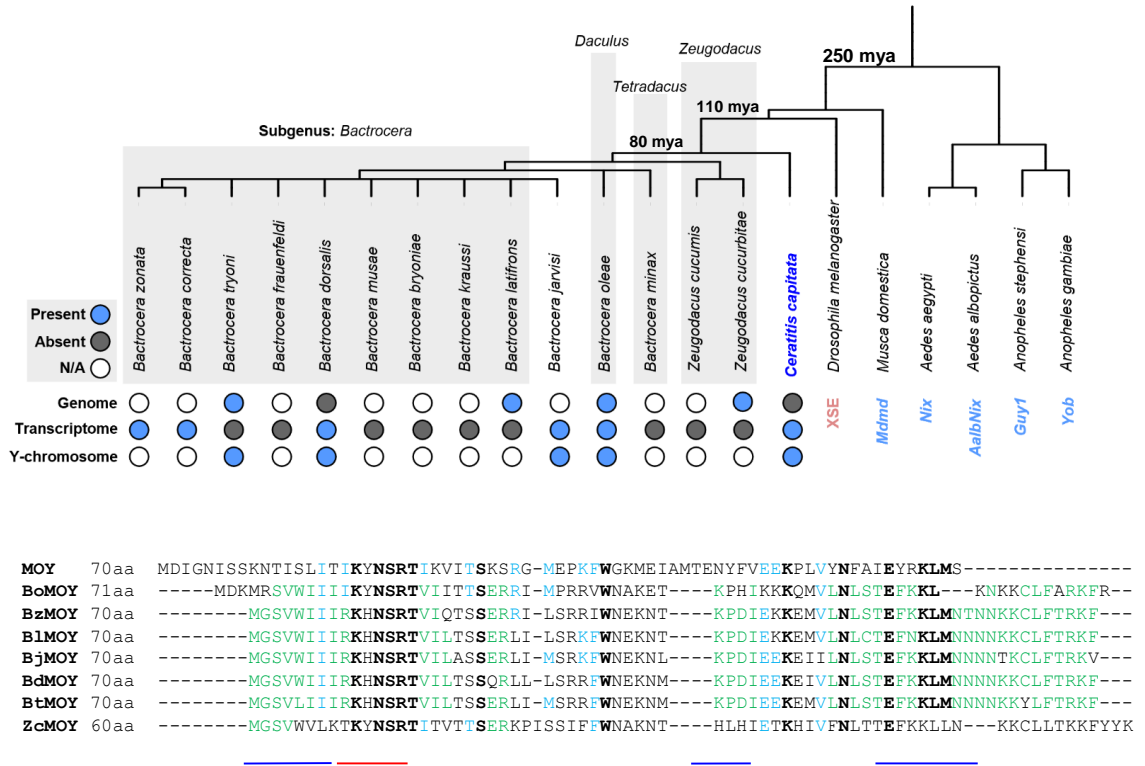 250 mya
Daculus
Zeugodacus
Tetradacus
110 mya
Subgenus: Bactrocera
80 mya
Bactrocera zonata
Bactrocera correcta
Bactrocera tryoni
Bactrocera frauenfeldi
Bactrocera dorsalis
Bactrocera musae
Bactrocera bryoniae
Bactrocera kraussi
Bactrocera latifrons
Bactrocera jarvisi
Bactrocera oleae
Bactrocera minax
Zeugodacus cucumis
Zeugodacus cucurbitae
Ceratitis capitata
Drosophila melanogaster
Musca domestica
Aedes aegypti
Aedes albopictus
Anopheles stephensi
Anopheles gambiae
Present
Absent
N/A
Genome
Transcriptome
Y-chromosome
XSE
Mdmd
Nix
AalbNix
Guy1
Yob
MOY 70aa MDIGNISSKNTISLITIKYNSRTIKVITSKSRG-MEPKFWGKMEIAMTENYFVEEKPLVYNFAIEYRKLMS---------------
BoMOY 71aa -----MDKMRSVWIIIIKYNSRTVIITTSERRI-MPRRVWNAKET----KPHIKKKQMVLNLSTEFKKL---KNKKCLFARKFR--
BzMOY 70aa --------MGSVWIIIRKHNSRTVIQTSSERRI-LSRRIWNEKNT----KPDIEKKEMVLNLSTEFKKLMNTNNKKCLFTRKF---
BlMOY 70aa --------MGSVWIIIRKHNSRTVILTSSERLI-LSRKFWNEKNT----KPDIEKKEMVLNLCTEFNKLMNNNNKKCLFTRKF---
BjMOY 70aa --------MGSVWIIIRKHNSRTVILASSERLI-MSRKFWNEKNL----KPDIEEKEIILNLSTEFKKLMNNNNTKCLFTRKV---
BdMOY 70aa --------MGSVWIIIRKHNSRTVILTSSQRLL-LSRRFWNEKNM----KPDIEEKEIVLNLSTEFKKLMNNNNKKCLFTRKF---
BtMOY 70aa --------MGSVLIIIRKHNSRTVILTSSERLI-MSRRFWNEKNM----KPDIEEKEMVLNLSTEFKKLMNNNNKKYLFTRKF---
ZcMOY 60aa --------MGSVWVLKTKYNSRTITVTTSERKPISSIFFWNAKNT----HLHIETKHIVFNLTTEFKKLLN---KKCLLTKKFYYK